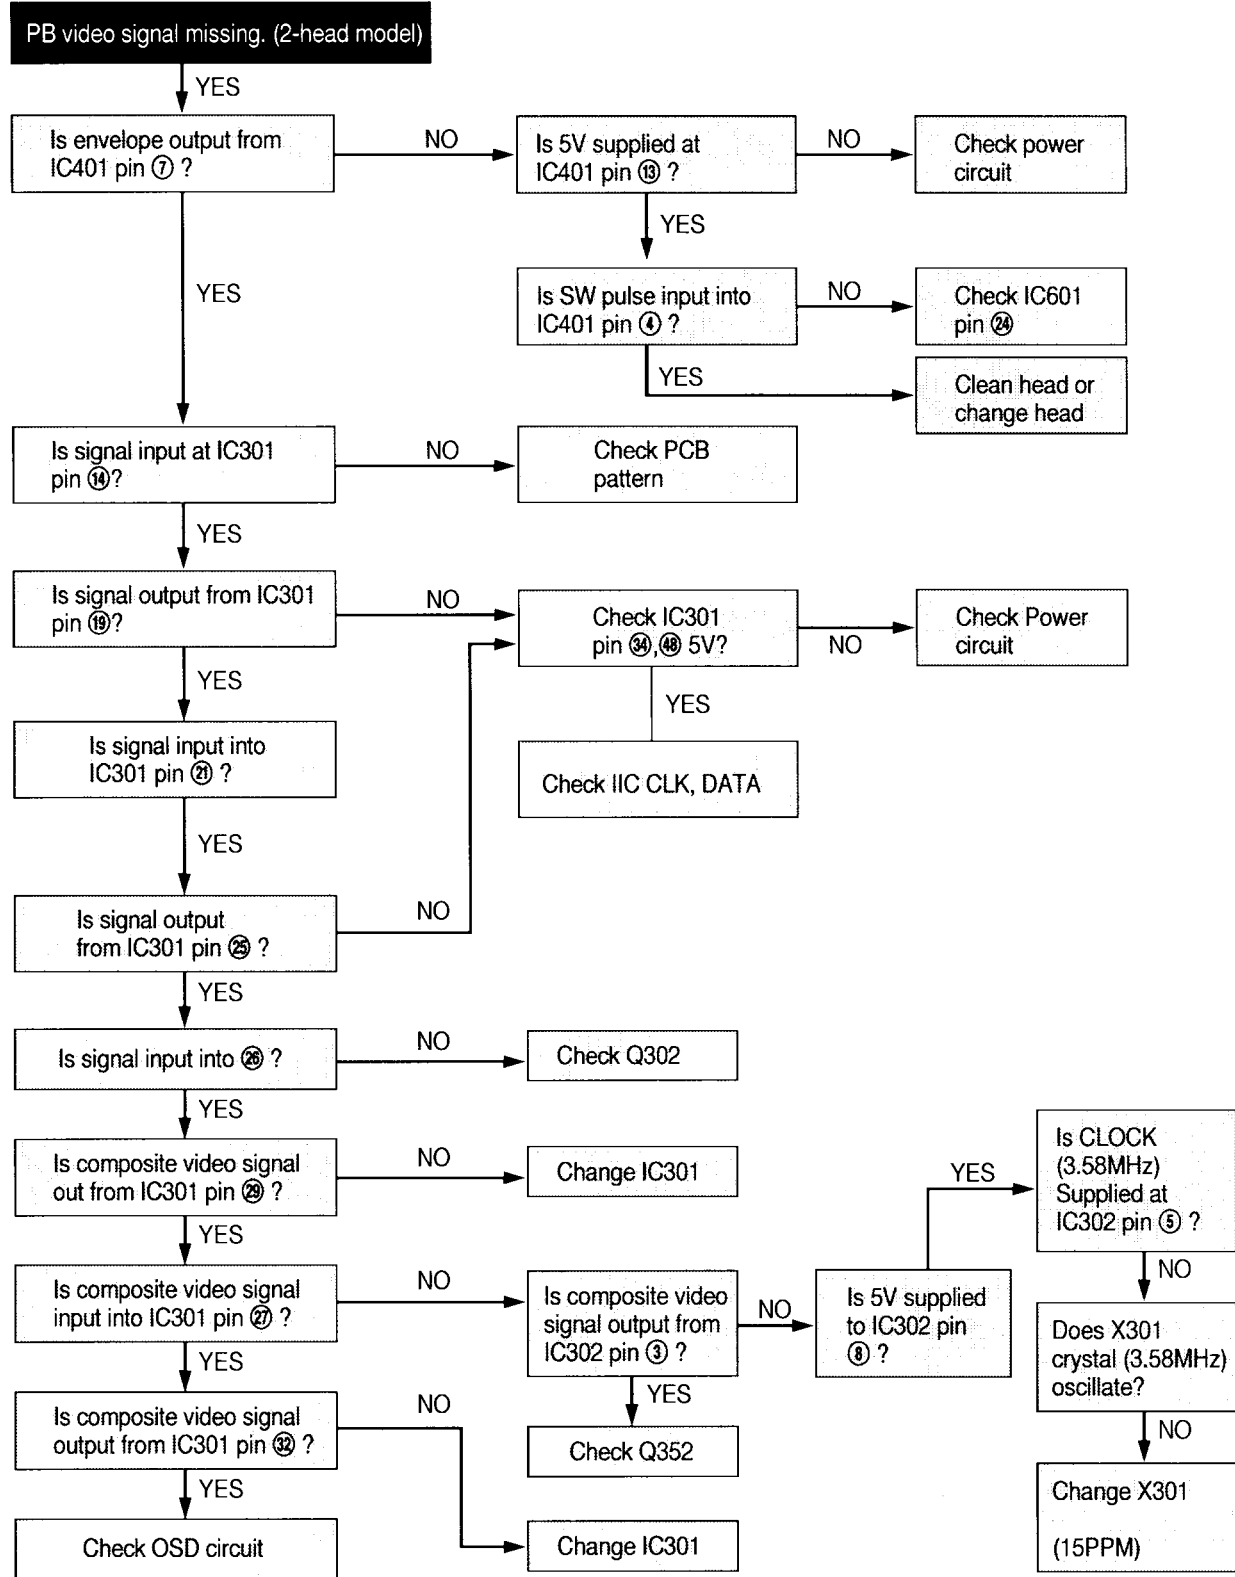 PB video signal missing. (2-head model)
YES
Is envelope output from
IC401 pin ⑦ ?
NO
Is 5V supplied at
IC401 pin ⑬ ?
NO
Check power
circuit
YES
YES
Is SW pulse input into
IC401 pin ④ ?
NO
Check IC601
pin ㉔
YES
Clean head or
change head
Is signal input at IC301
pin ⑭?
NO
Check PCB
pattern
YES
Is signal output from IC301
pin ⑲?
NO
Check IC301
pin ㉞,㊽ 5V?
NO
Check Power
circuit
YES
YES
Is signal input into
IC301 pin ㉑ ?
Check IIC CLK, DATA
YES
Is signal output
from IC301 pin ㉕ ?
NO
YES
Is signal input into ㉖ ?
NO
Check Q302
YES
Is composite video signal
out from IC301 pin ㉙ ?
NO
Change IC301
YES
Is CLOCK
(3.58MHz)
Supplied at
IC302 pin ⑤ ?
YES
Is composite video signal
input into IC301 pin ㉗ ?
NO
Is composite video
signal output from
IC302 pin ③ ?
NO
Is 5V supplied
to IC302 pin
⑧ ?
NO
Does X301
crystal (3.58MHz)
oscillate?
YES
YES
Is composite video signal
output from IC301 pin ㉜ ?
NO
Check Q352
NO
Change X301
(15PPM)
YES
Check OSD circuit
Change IC301